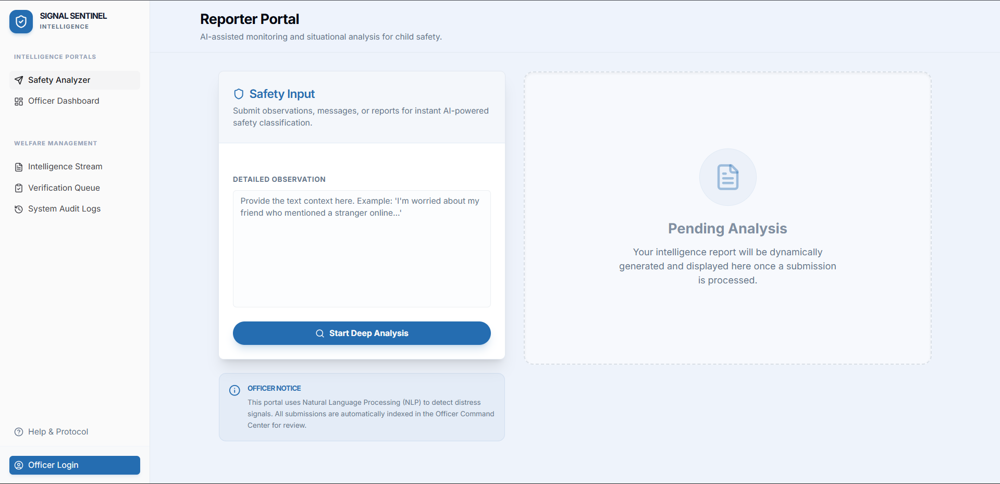 SIGNAL SENTINEL
INTELLIGENCE
INTELLIGENCE PORTALS
Safety Analyzer
Officer Dashboard
WELFARE MANAGEMENT
Intelligence Stream
Verification Queue
System Audit Logs
Help & Protocol
Officer Login
Reporter Portal
AI-assisted monitoring and situational analysis for child safety.
Safety Input
Submit observations, messages, or reports for instant AI-powered
safety classification.
DETAILED OBSERVATION
Provide the text context here. Example: 'I'm worried about my
friend who mentioned a stranger online...'
Start Deep Analysis
OFFICER NOTICE
This portal uses Natural Language Processing (NLP) to detect distress
signals. All submissions are automatically indexed in the Officer Command
Center for review.
Pending Analysis
Your intelligence report will be dynamically
generated and displayed here once a submission
is processed.